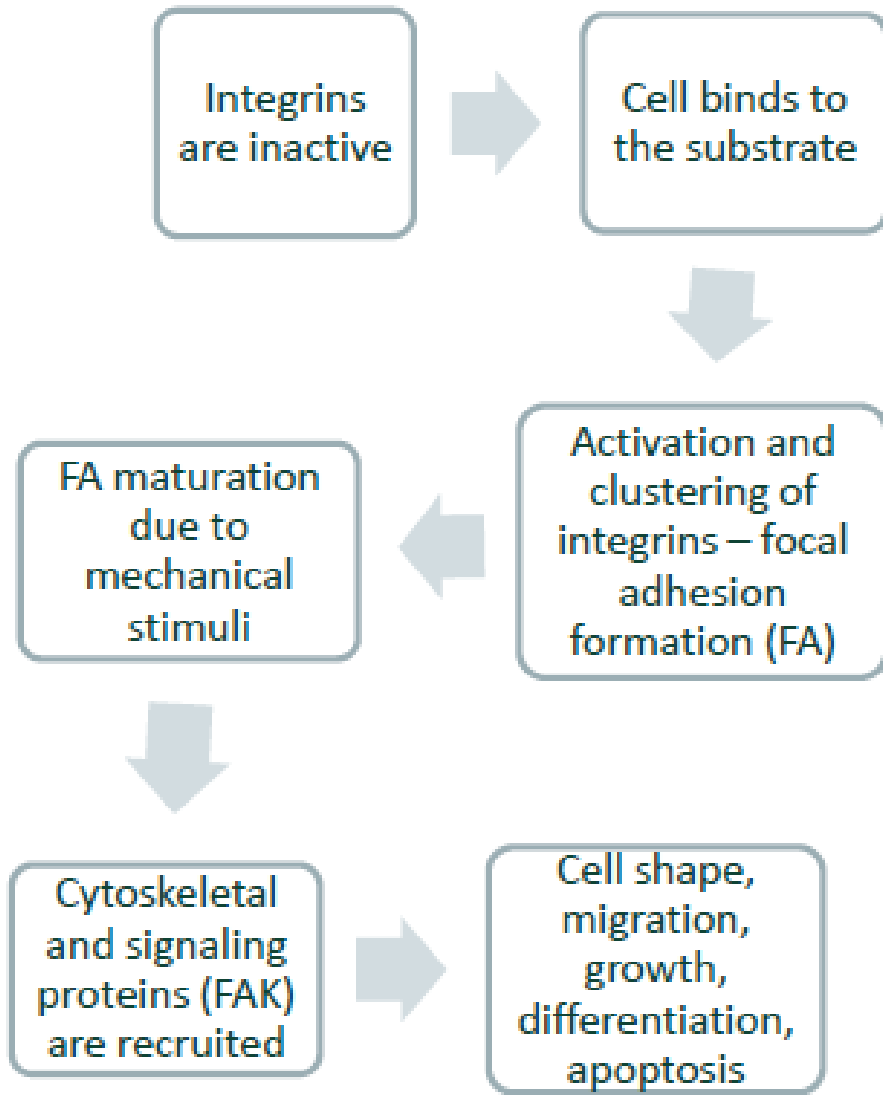 Integrins
are inactive
Cell binds to
the substrate
Activation and
clustering of
integrins – focal
adhesion
formation (FA)
FA maturation
due to
mechanical
stimuli
Cytoskeletal
and signaling
proteins (FAK)
are recruited
Cell shape,
migration,
growth,
differentiation,
apoptosis